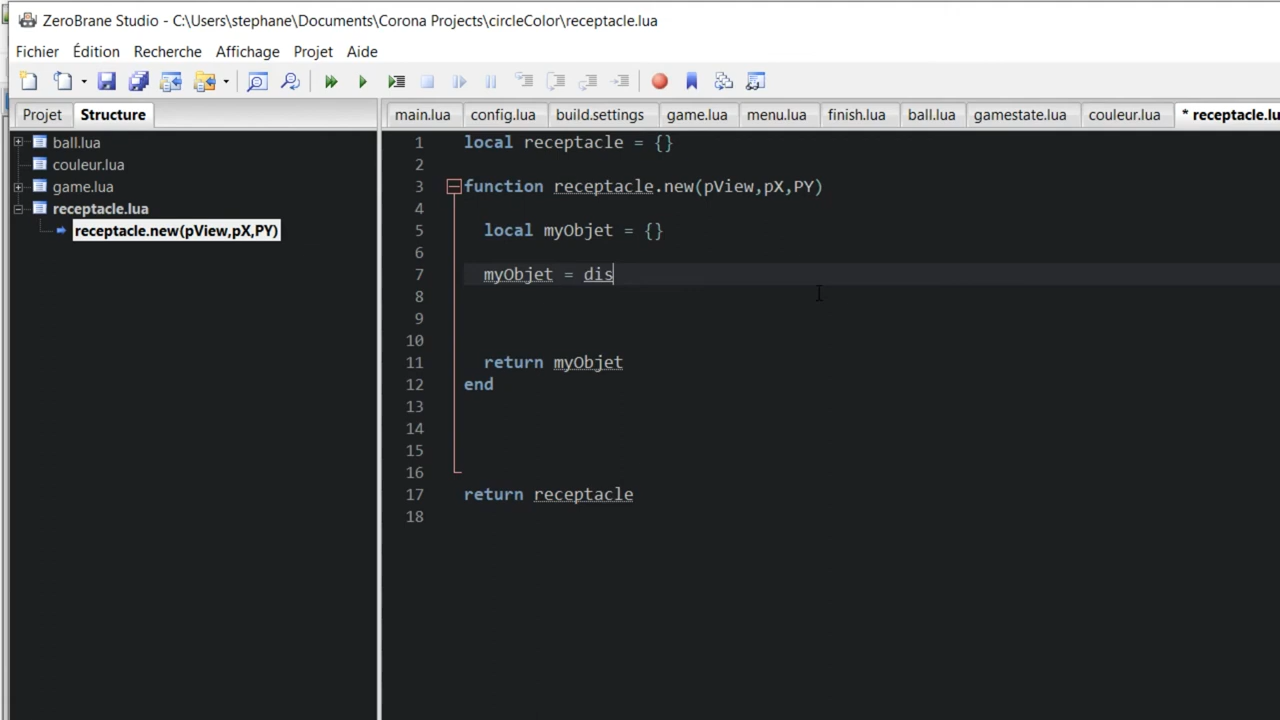 ZeroBrane Studio - C:\Users\stephane\Documents\Corona Projects\circleColor\receptacle.lua
Fichier Édition Recherche Affichage Projet Aide
Projet Structure
main.lua config.lua build.settings game.lua menu.lua finish.lua ball.lua gamestate.lua couleur.lua * receptacle.lu
ball.lua
couleur.lua
game.lua
receptacle.lua
receptacle.new(pView,pX,PY)
1 local receptacle = {}
2
3 function receptacle.new(pView,pX,PY)
4
5 local myObjet = {}
6
7 myObjet = dis
8
9
10
11 return myObjet
12 end
13
14
15
16
17 return receptacle
18